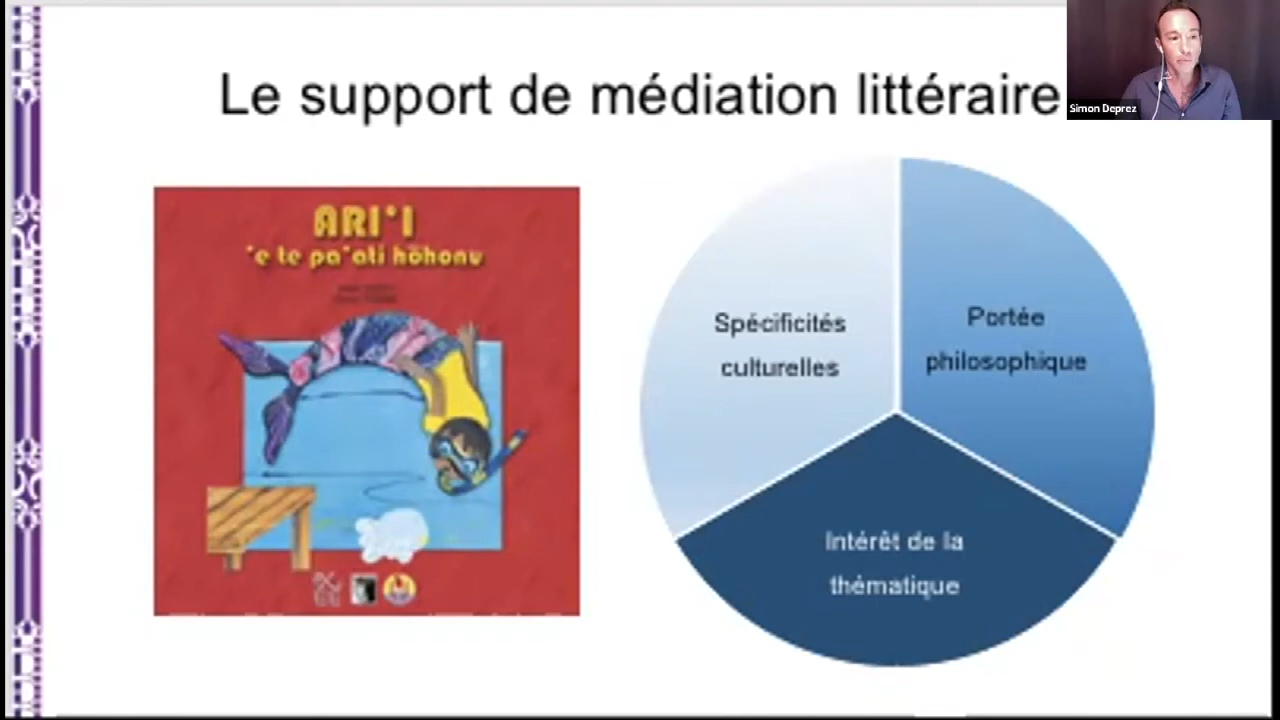 Le support de médiation littéraire
Simon Deprez
ARI'I
'e te pa'ati hōhonu
Spécificités
culturelles
Portée
philosophique
Intérêt de la
thématique